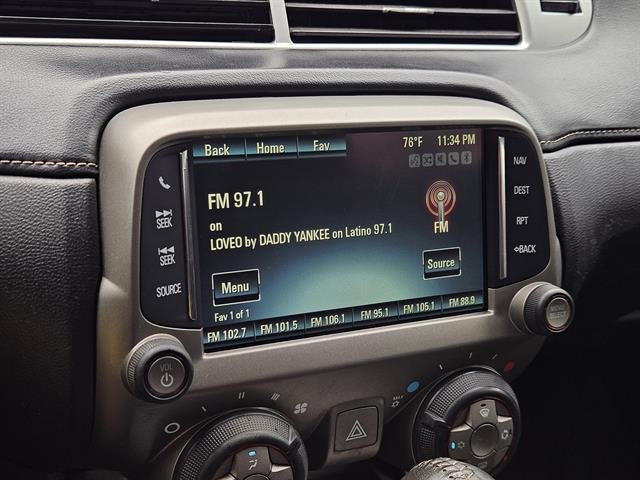 Back Home Fav 76°F 11:34 PM
FM 97.1
on
LOVEO by DADDY YANKEE on Latino 97.1
FM
Menu
Source
Fav 1 of 1
FM 102.7 FM 101.5 FM 106.1 FM 95.1 FM 105.1 FM 88.9
SEEK
SEEK
SOURCE
NAV
DEST
RPT
BACK
VOL
MAX